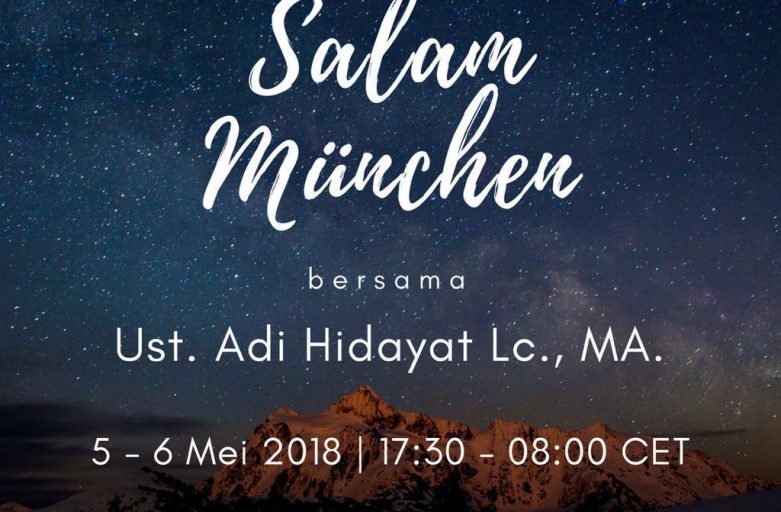 Salam
München
bersama
Ust. Adi Hidayat Lc., MA.
5 - 6 Mei 2018 | 17:30 - 08:00 CET